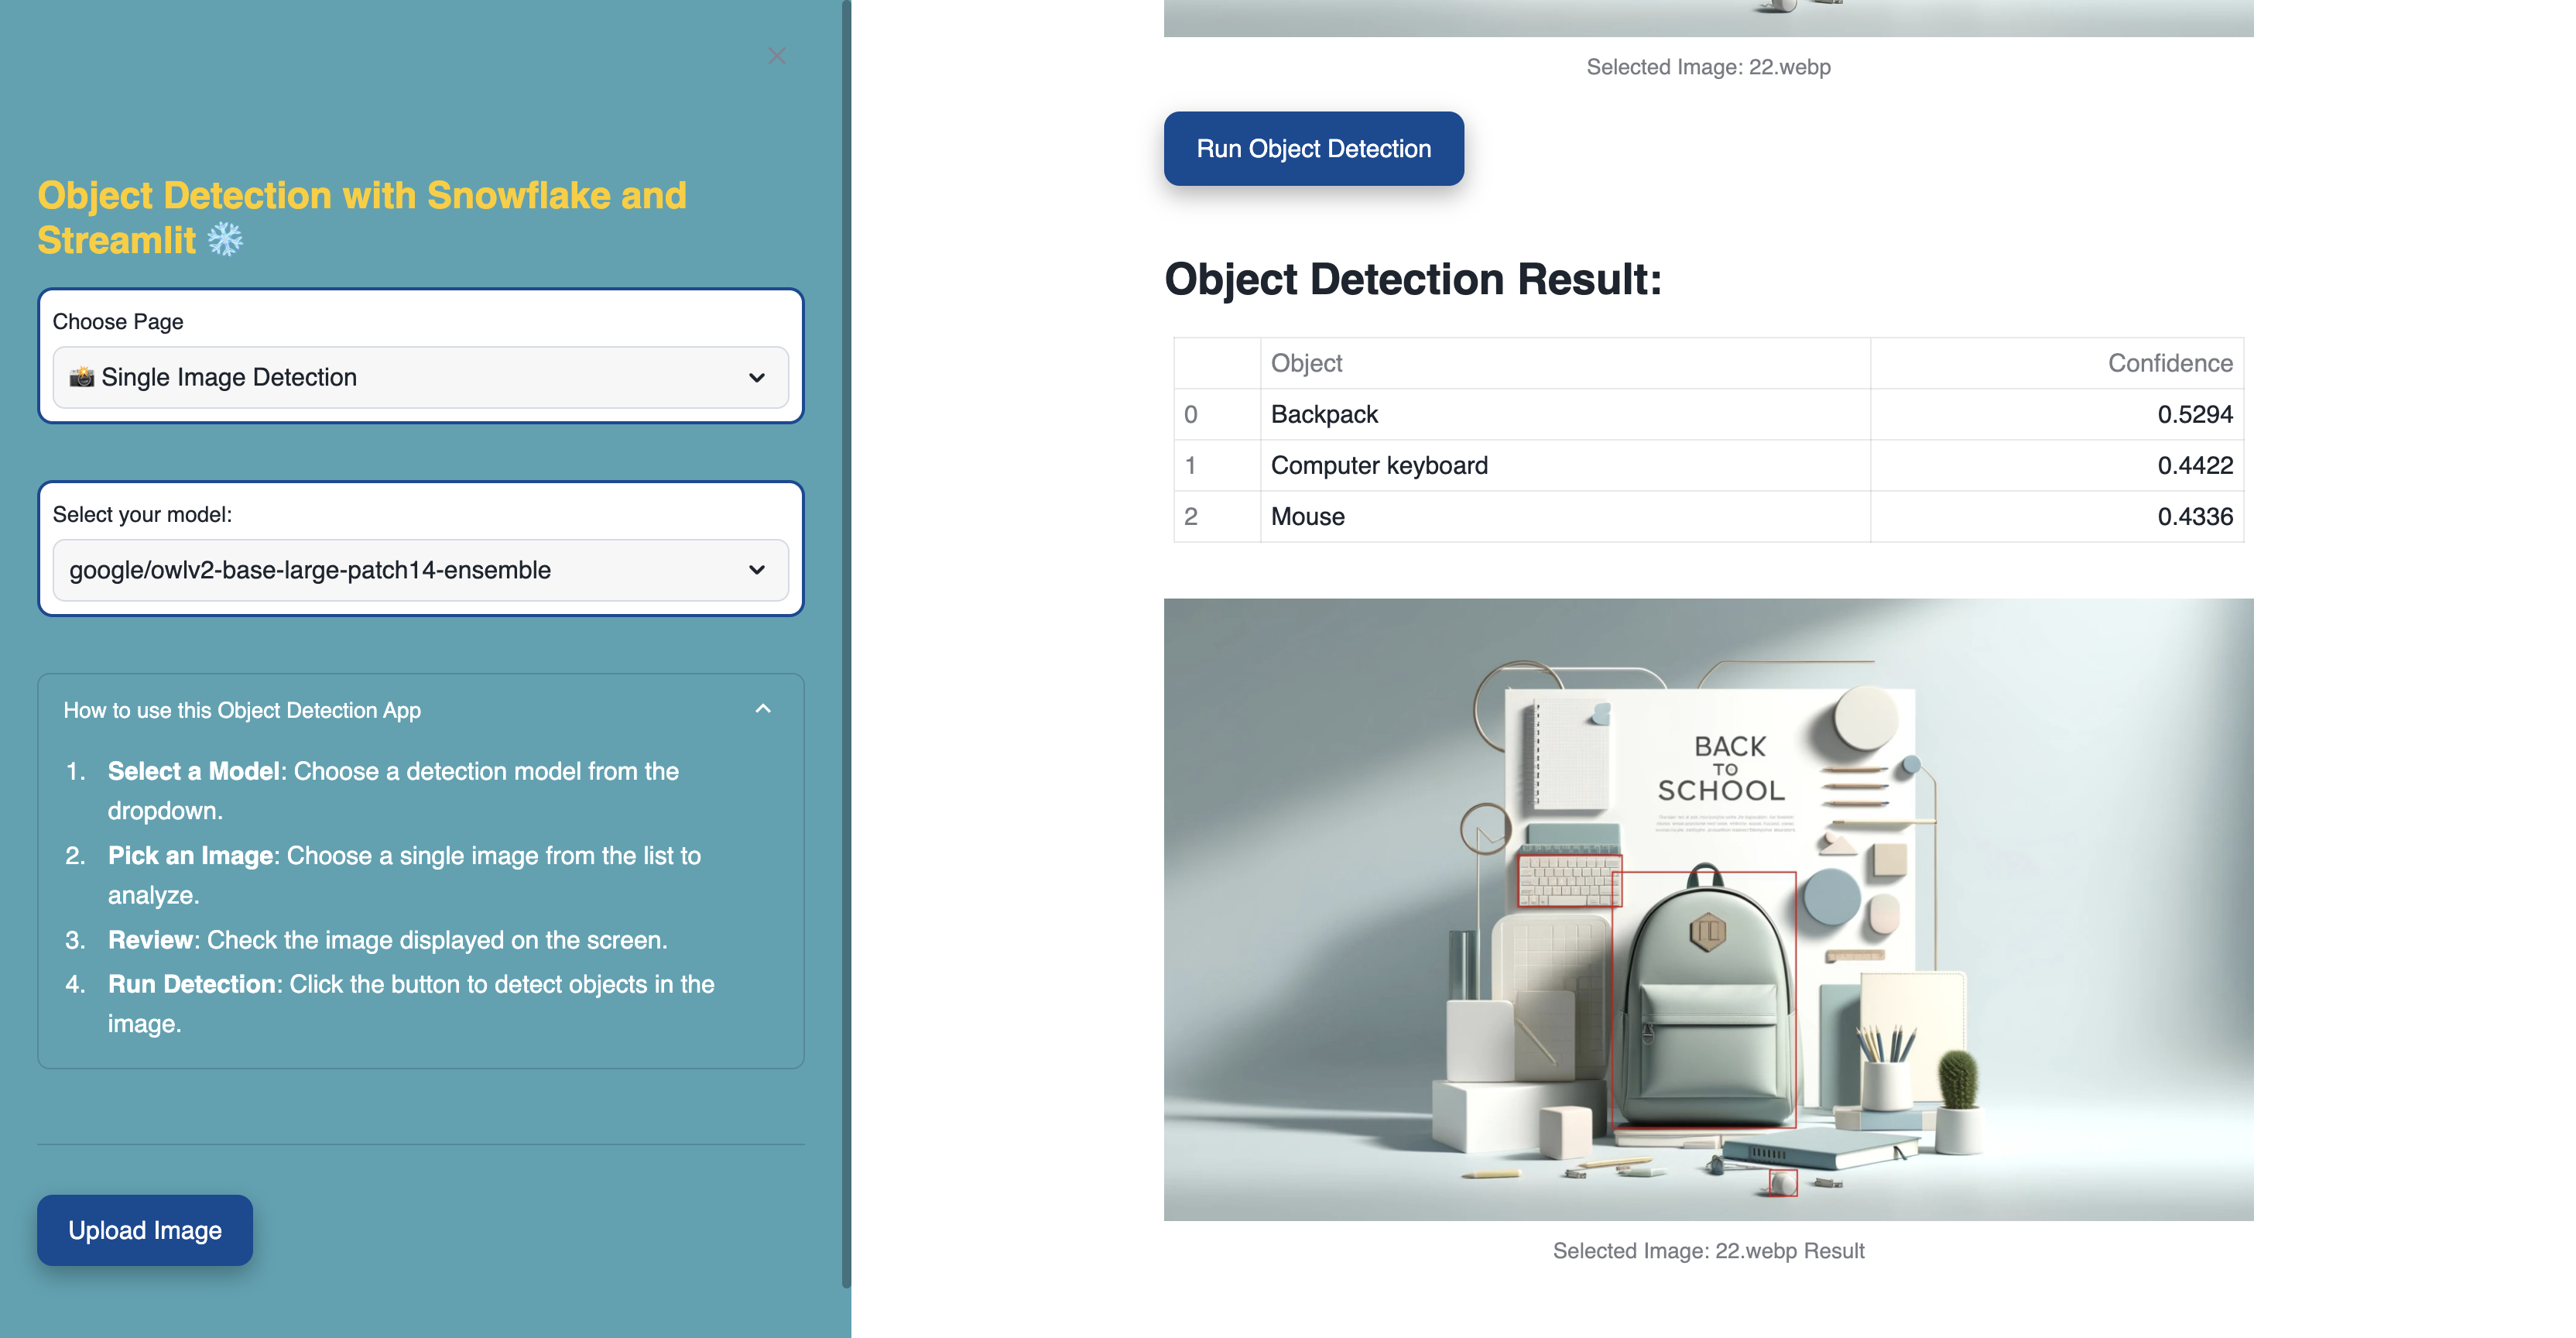 Object Detection with Snowflake and
Streamlit
Choose Page
Single Image Detection
Select your model:
google/owlv2-base-large-patch14-ensemble
How to use this Object Detection App
1. Select a Model: Choose a detection model from the
dropdown.
2. Pick an Image: Choose a single image from the list to
analyze.
3. Review: Check the image displayed on the screen.
4. Run Detection: Click the button to detect objects in the
image.
Upload Image
Selected Image: 22.webp
Run Object Detection
Object Detection Result:
Object Confidence
0 Backpack 0.5294
1 Computer keyboard 0.4422
2 Mouse 0.4336
BACK
TO
SCHOOL
Selected Image: 22.webp Result